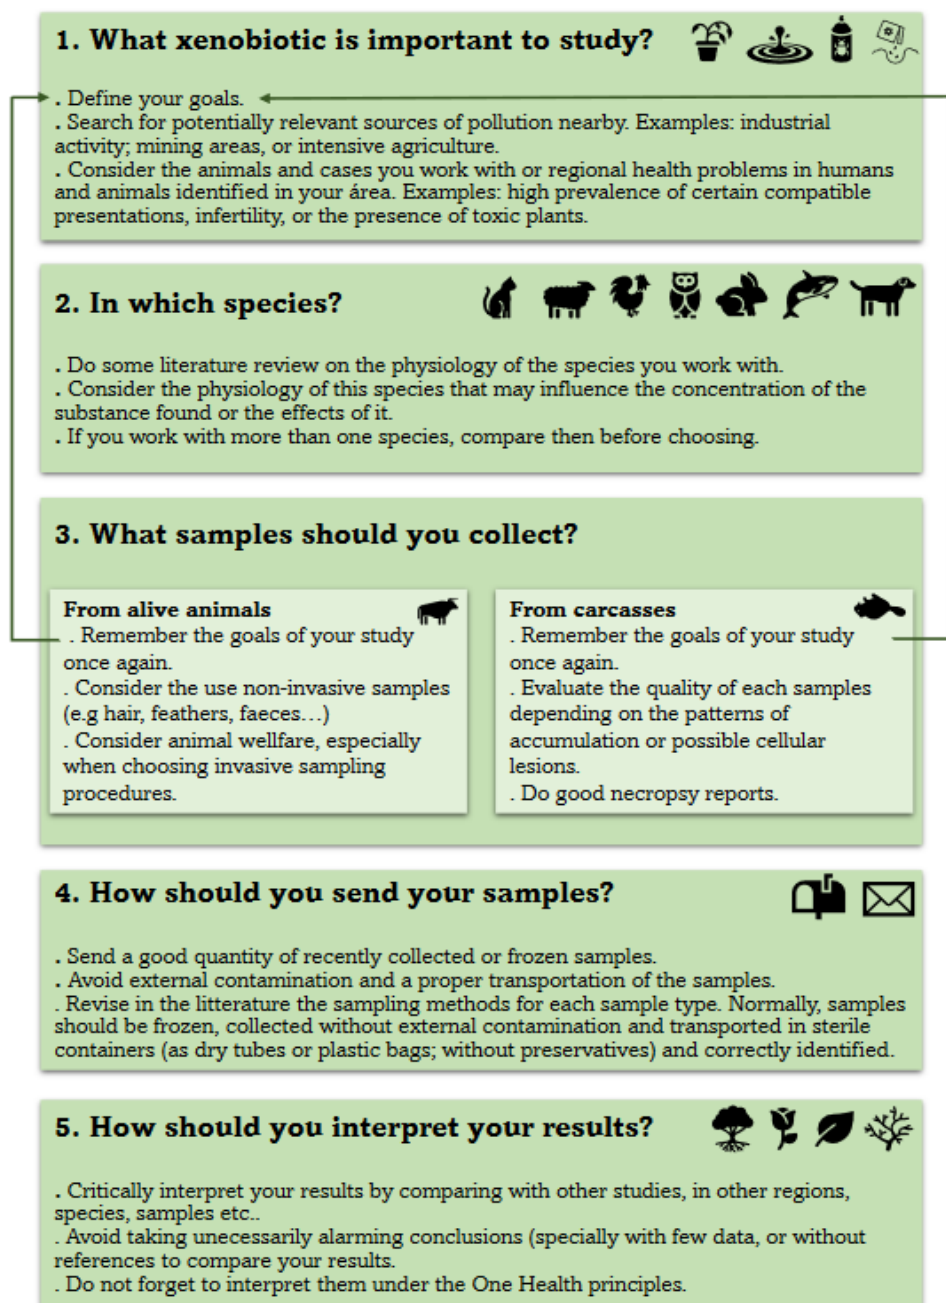 1. What xenobiotic is important to study?
. Define your goals.
. Search for potentially relevant sources of pollution nearby. Examples: industrial
activity; mining areas, or intensive agriculture.
. Consider the animals and cases you work with or regional health problems in humans
and animals identified in your área. Examples: high prevalence of certain compatible
presentations, infertility, or the presence of toxic plants.
2. In which species?
. Do some literature review on the physiology of the species you work with.
. Consider the physiology of this species that may influence the concentration of the
substance found or the effects of it.
. If you work with more than one species, compare then before choosing.
3. What samples should you collect?
From alive animals
. Remember the goals of your study
once again.
. Consider the use non-invasive samples
(e.g hair, feathers, faeces…)
. Consider animal wellfare, especially
when choosing invasive sampling
procedures.
From carcasses
. Remember the goals of your study
once again.
. Evaluate the quality of each samples
depending on the patterns of
accumulation or possible cellular
lesions.
. Do good necropsy reports.
4. How should you send your samples?
. Send a good quantity of recently collected or frozen samples.
. Avoid external contamination and a proper transportation of the samples.
. Revise in the litterature the sampling methods for each sample type. Normally, samples
should be frozen, collected without external contamination and transported in sterile
containers (as dry tubes or plastic bags; without preservatives) and correctly identified.
5. How should you interpret your results?
. Critically interpret your results by comparing with other studies, in other regions,
species, samples etc..
. Avoid taking unecessarily alarming conclusions (specially with few data, or without
references to compare your results.
. Do not forget to interpret them under the One Health principles.